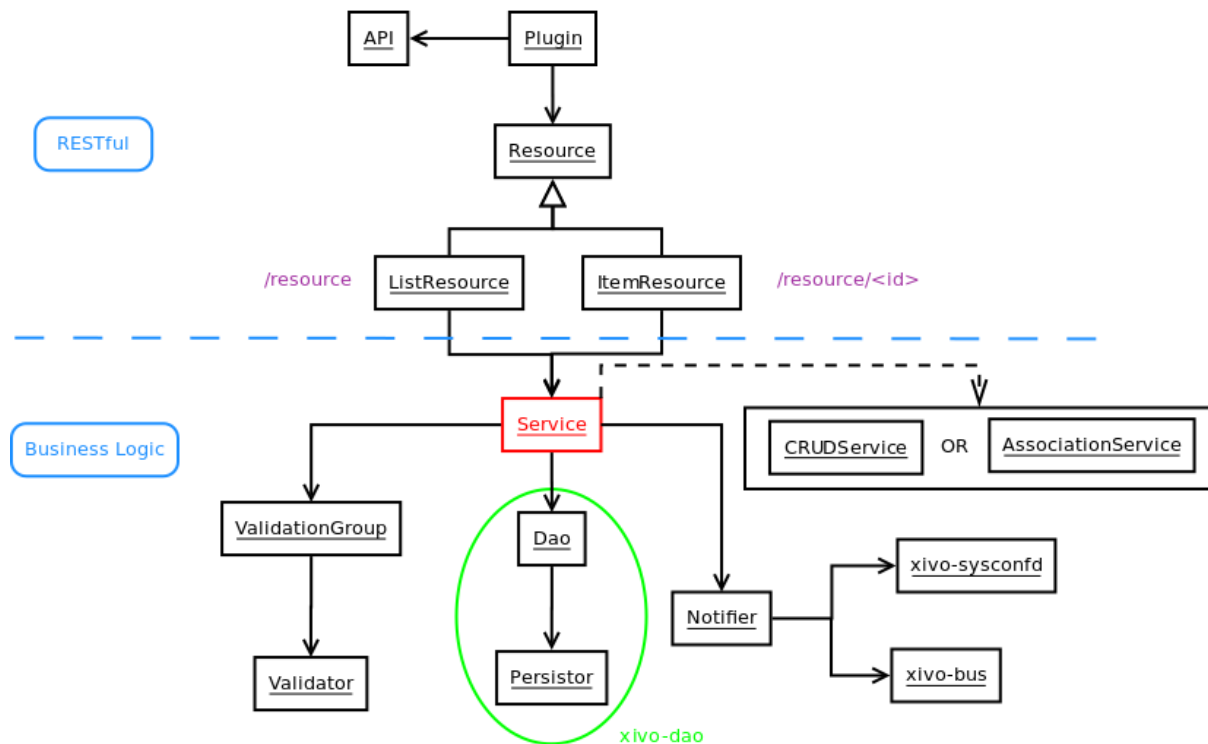 API
Plugin
RESTful
Resource
/resource
ListResource
ItemResource
/resource/<id>
Service
Business Logic
CRUDService
OR
AssociationService
ValidationGroup
Dao
xivo-sysconfd
Notifier
Validator
Persistor
xivo-bus
xivo-dao